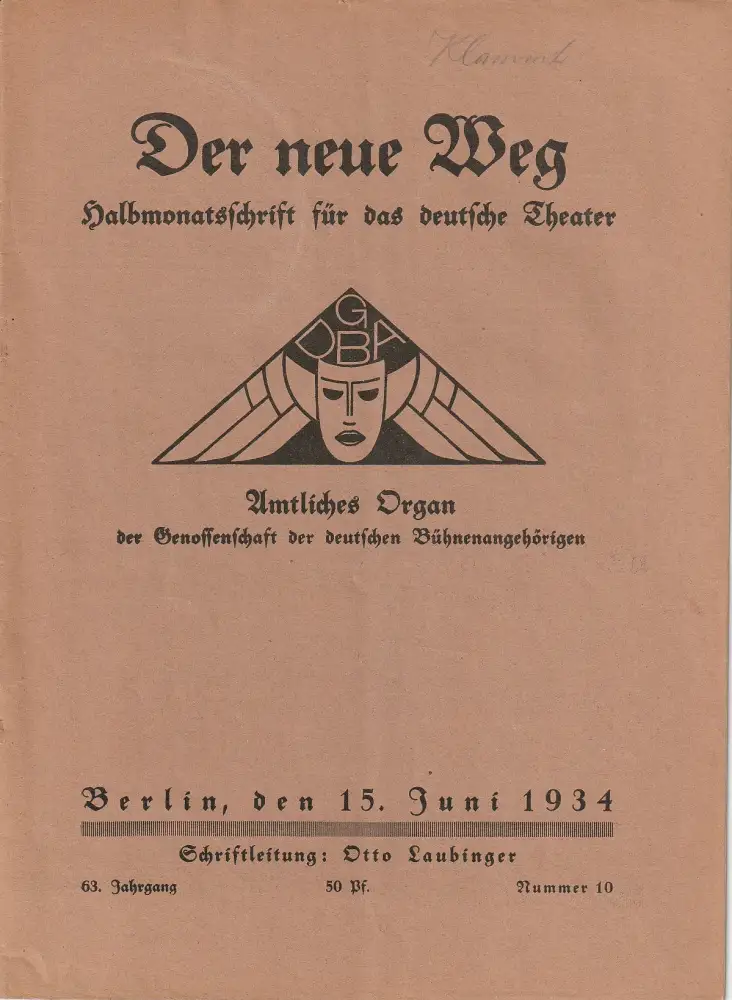 Der neue Weg
Halbmonatsschrift für das deutsche Theater
G
DBA
Amtliches Organ
der Genossenschaft der deutschen Bühnenangehörigen
Berlin, den 15. Juni 1934
Schriftleitung: Otto Laubinger
63. Jahrgang 50 Pf. Nummer 10